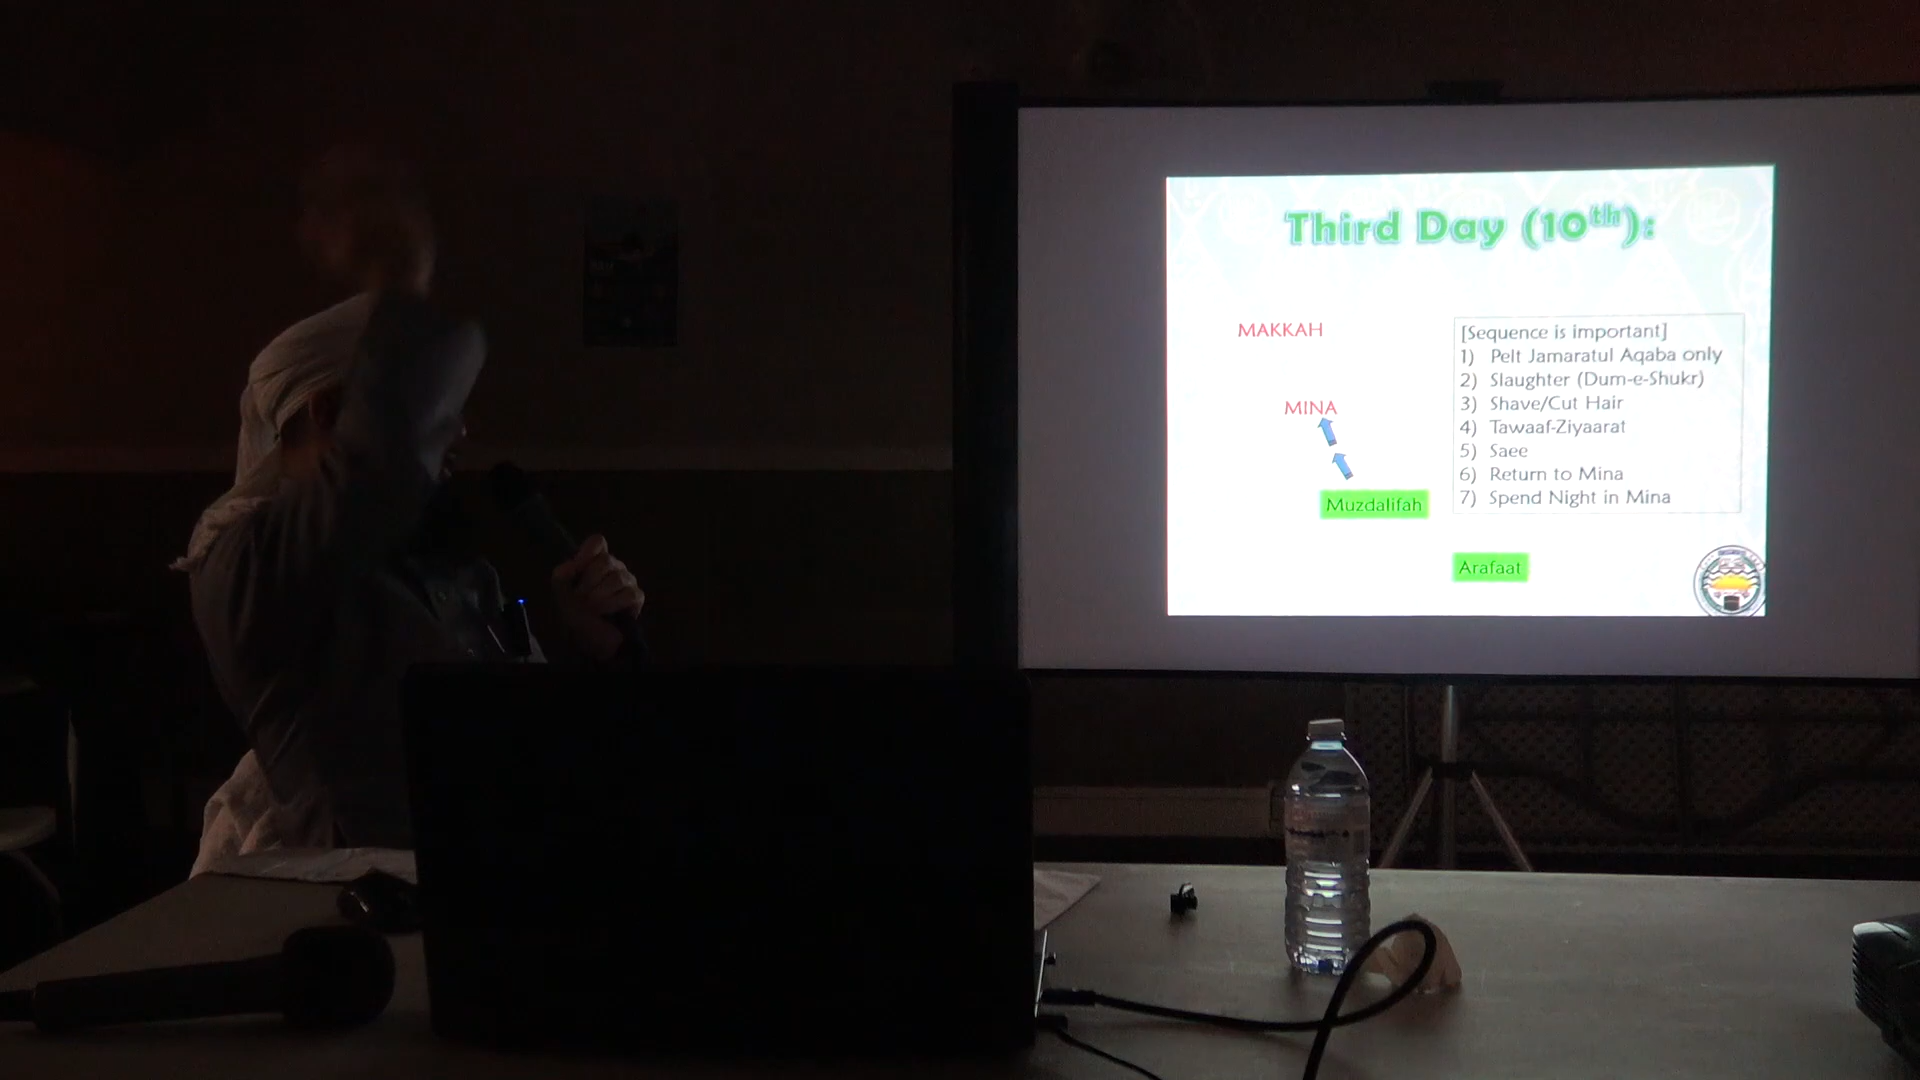 Third Day (10th):
MAKKAH
MINA
Muzdalifah
Arafaat
[Sequence is important]
1) Pelt Jamaratul Aqaba only
2) Slaughter (Dum-e-Shukr)
3) Shave/Cut Hair
4) Tawaaf-Ziyaarat
5) Saee
6) Return to Mina
7) Spend Night in Mina